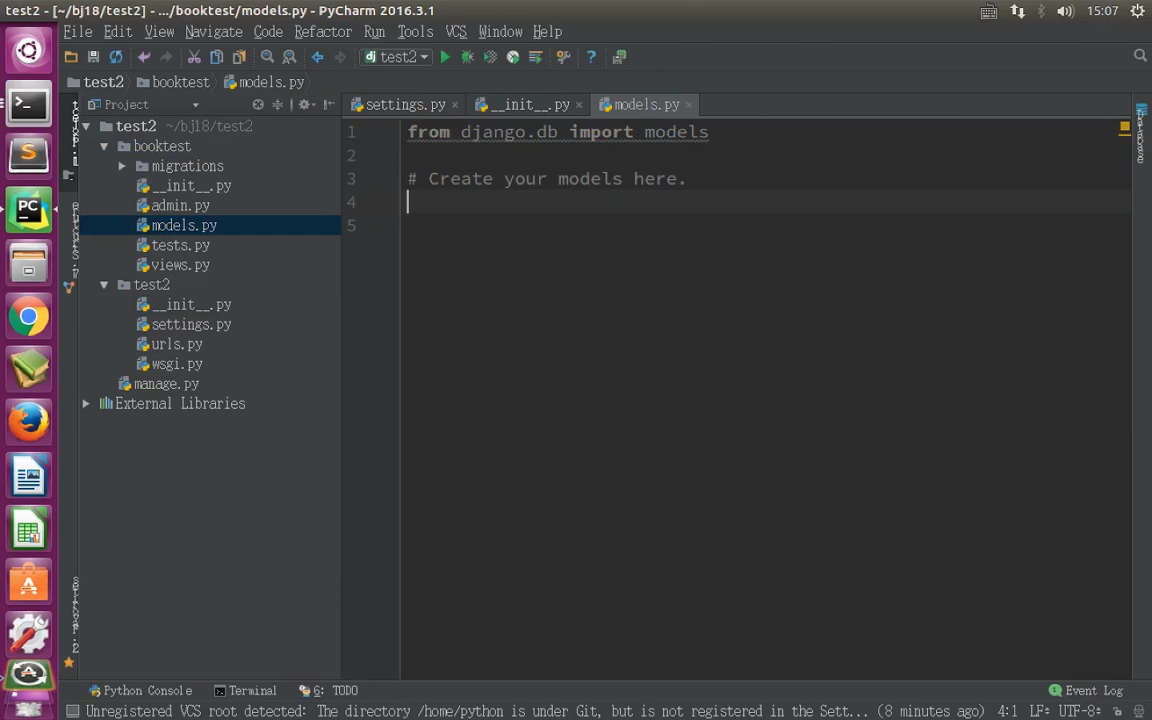 test2 - [~/bj18/test2] - .../booktest/models.py - PyCharm 2016.3.1
15:07
File Edit View Navigate Code Refactor Run Tools VCS Window Help
dj test2
test2 booktest models.py
Project
settings.py × __init__.py × models.py ×
test2 ~/bj18/test2
booktest
migrations
__init__.py
admin.py
models.py
tests.py
views.py
test2
__init__.py
settings.py
urls.py
wsgi.py
manage.py
External Libraries
1 from django.db import models
2
3 # Create your models here.
4
5
Python Console Terminal 6: TODO Event Log
Unregistered VCS root detected: The directory /home/python is under Git, but is not registered in the Sett... (8 minutes ago) 4:1 LF÷ UTF-8÷